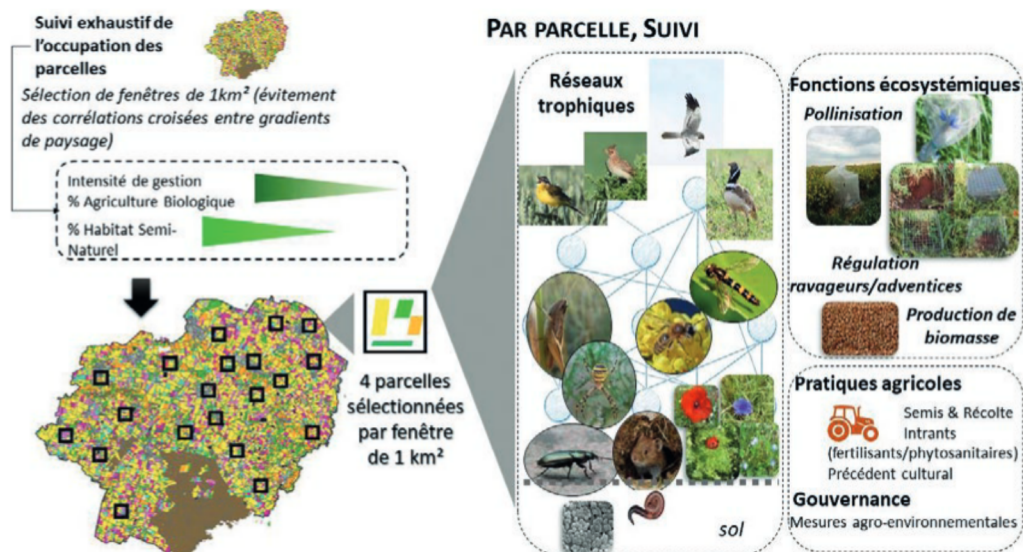 Suivi exhaustif de
l'occupation des
parcelles
Sélection de fenêtres de 1km² (évitement
des corrélations croisées entre gradients
de paysage)
Intensité de gestion
% Agriculture Biologique
% Habitat Semi-
Naturel
4 parcelles
sélectionnées
par fenêtre
de 1 km²
PAR PARCELLE, SUIVI
Réseaux
trophiques
sol
Fonctions écosystémiques
Pollinisation
Régulation
ravageurs/adventices
Production de
biomasse
Pratiques agricoles
Semis & Récolte
Intrants
(fertilisants/phytosanitaires)
Précédent cultural
Gouvernance
Mesures agro-environnementales